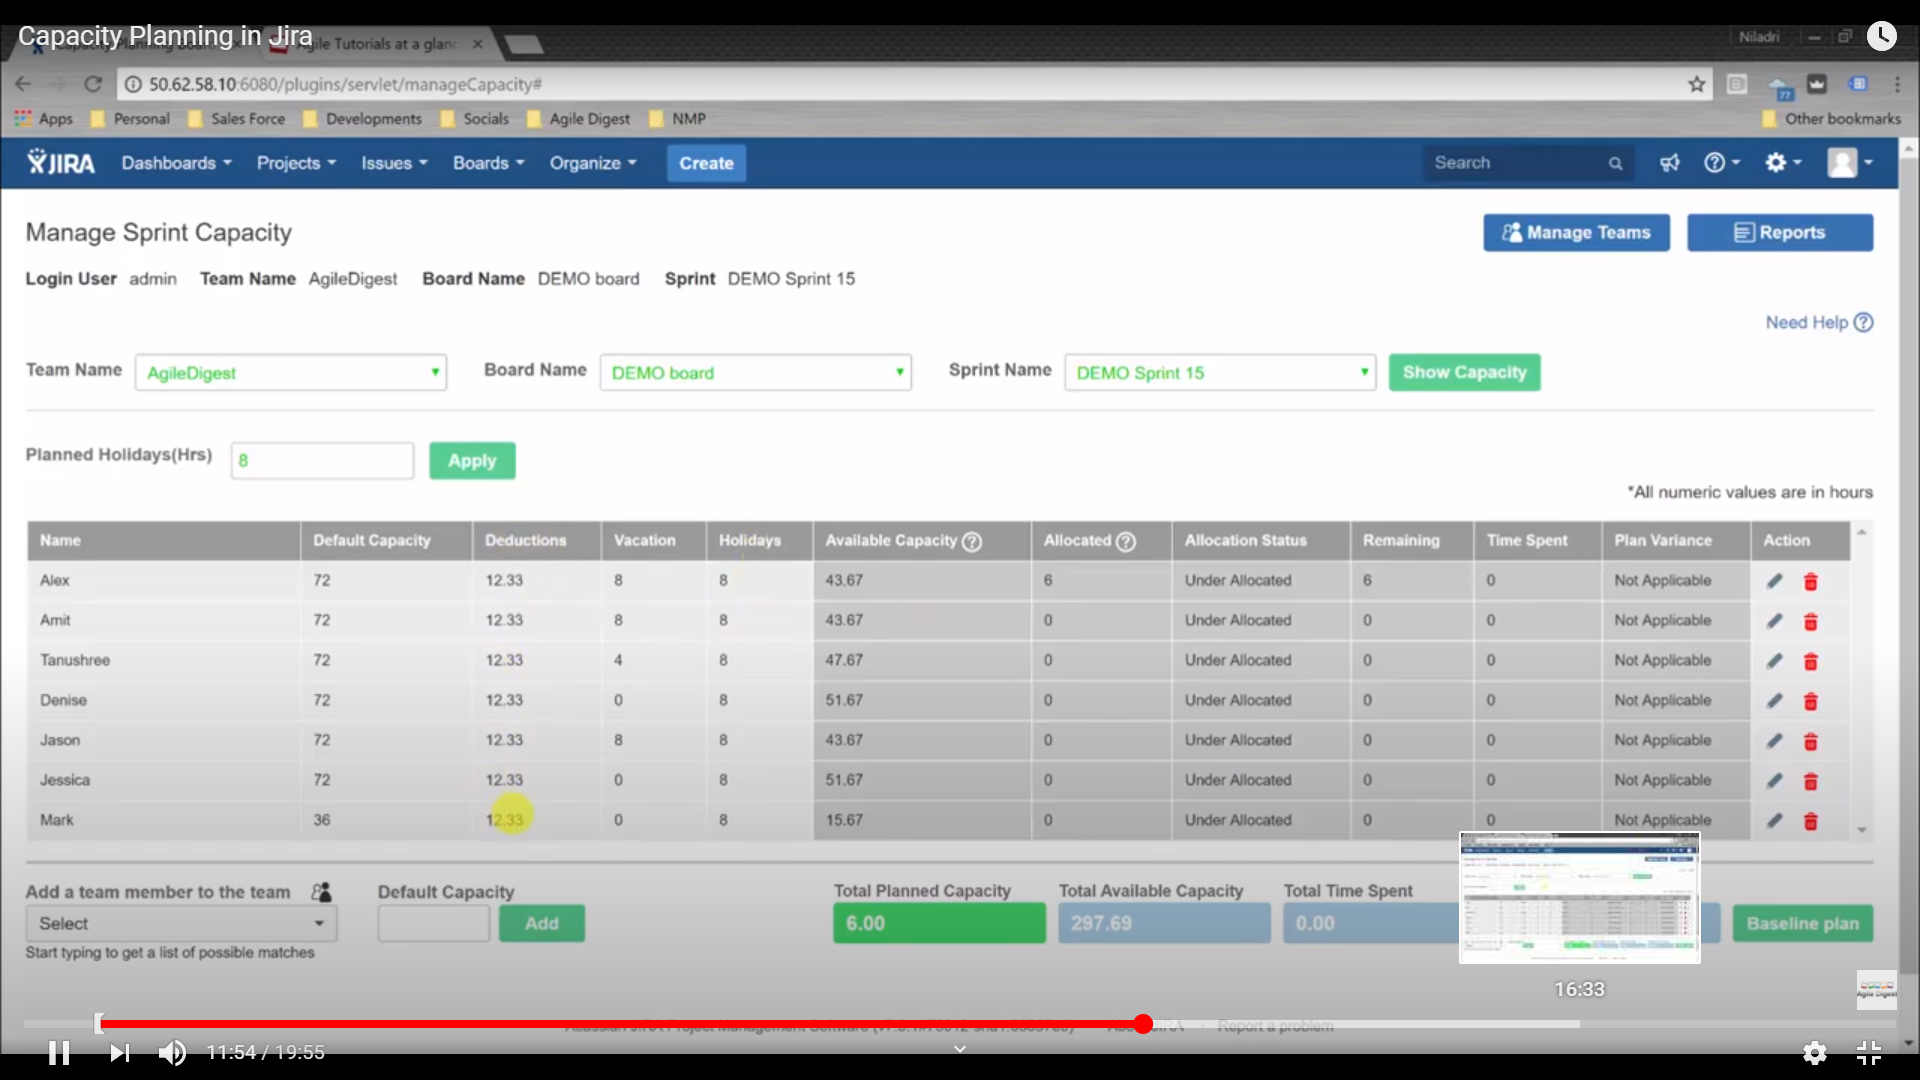 Capacity Planning in Jira
Agile Tutorials at a glanc
Niladri
50.62.58.10:6080/plugins/servlet/manageCapacity#
77
Apps Personal Sales Force Developments Socials Agile Digest NMP Other bookmarks
JIRA Dashboards Projects Issues Boards Organize Create Search
Manage Sprint Capacity Manage Teams Reports
Login User admin Team Name AgileDigest Board Name DEMO board Sprint DEMO Sprint 15
Need Help
Team Name AgileDigest Board Name DEMO board Sprint Name DEMO Sprint 15 Show Capacity
Planned Holidays(Hrs) 8 Apply
*All numeric values are in hours
Name Default Capacity Deductions Vacation Holidays Available Capacity Allocated Allocation Status Remaining Time Spent Plan Variance Action
Alex 72 12.33 8 8 43.67 6 Under Allocated 6 0 Not Applicable
Amit 72 12.33 8 8 43.67 0 Under Allocated 0 0 Not Applicable
Tanushree 72 12.33 4 8 47.67 0 Under Allocated 0 0 Not Applicable
Denise 72 12.33 0 8 51.67 0 Under Allocated 0 0 Not Applicable
Jason 72 12.33 8 8 43.67 0 Under Allocated 0 0 Not Applicable
Jessica 72 12.33 0 8 51.67 0 Under Allocated 0 0 Not Applicable
Mark 36 12.33 0 8 15.67 0 Under Allocated 0 0 Not Applicable
Add a team member to the team Default Capacity Total Planned Capacity Total Available Capacity Total Time Spent
Select Add 6.00 297.69 0.00 Baseline plan
Start typing to get a list of possible matches
16:33
Agile Digest
Report a problem
11:54 / 19:55